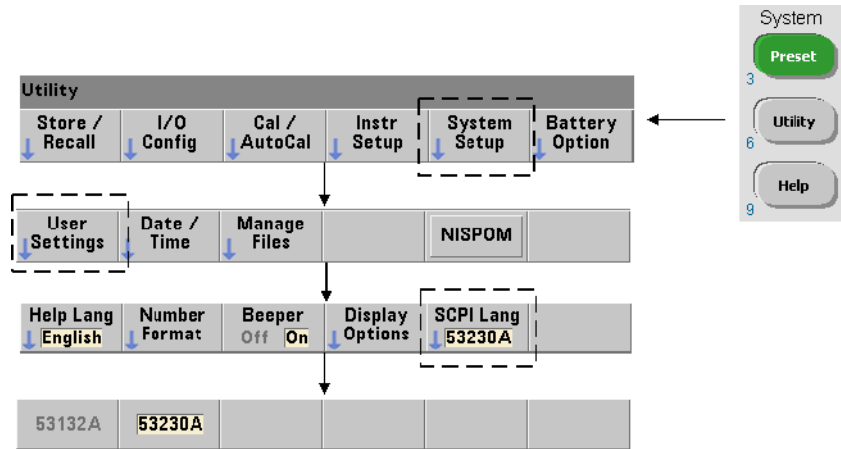 System
Preset
3
Utility
6
Help
9
Utility
Store / Recall
I/O Config
Cal / AutoCal
Instr Setup
System Setup
Battery Option
User Settings
Date / Time
Manage Files
NISPOM
Help Lang
English
Number Format
Beeper
Off On
Display Options
SCPI Lang
53230A
53132A
53230A